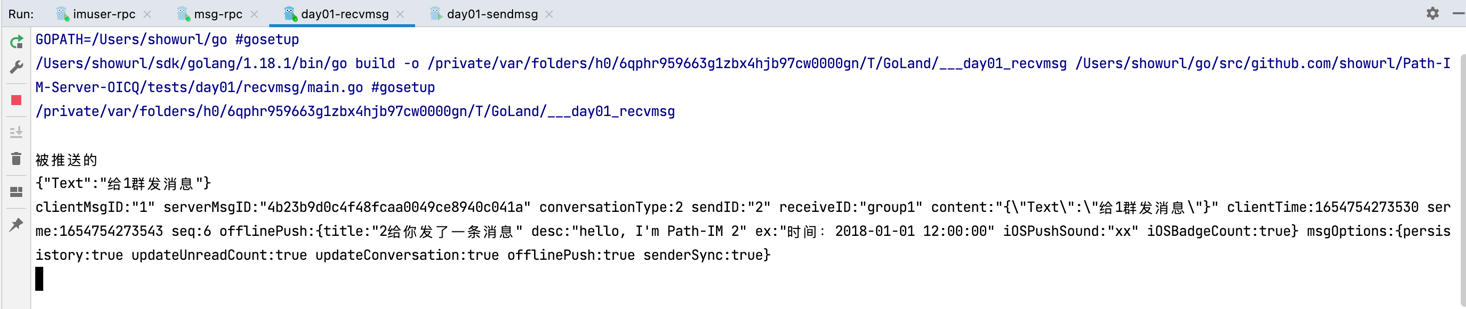 Run: imuser-rpc msg-rpc day01-recvmsg day01-sendmsg
GOPATH=/Users/showurl/go #gosetup
/Users/showurl/sdk/golang/1.18.1/bin/go build -o /private/var/folders/h0/6qphr959663g1zbx4hjb97cw0000gn/T/GoLand/___day01_recvmsg /Users/showurl/go/src/github.com/showurl/Path-I
M-Server-OICQ/tests/day01/recvmsg/main.go #gosetup
/private/var/folders/h0/6qphr959663g1zbx4hjb97cw0000gn/T/GoLand/___day01_recvmsg
被推送的
{"Text":"给1群发消息"}
clientMsgID:"1" serverMsgID:"4b23b9d0c4f48fcaa0049ce8940c041a" conversationType:2 sendID:"2" receiveID:"group1" content:"{\"Text\":\"给1群发消息\"}" clientTime:1654754273530 ser
me:1654754273543 seq:6 offlinePush:{title:"2给你发了一条消息" desc:"hello, I'm Path-IM 2" ex:"时间：2018-01-01 12:00:00" iOSPushSound:"xx" iOSBadgeCount:true} msgOptions:{persis
istory:true updateUnreadCount:true updateConversation:true offlinePush:true senderSync:true}